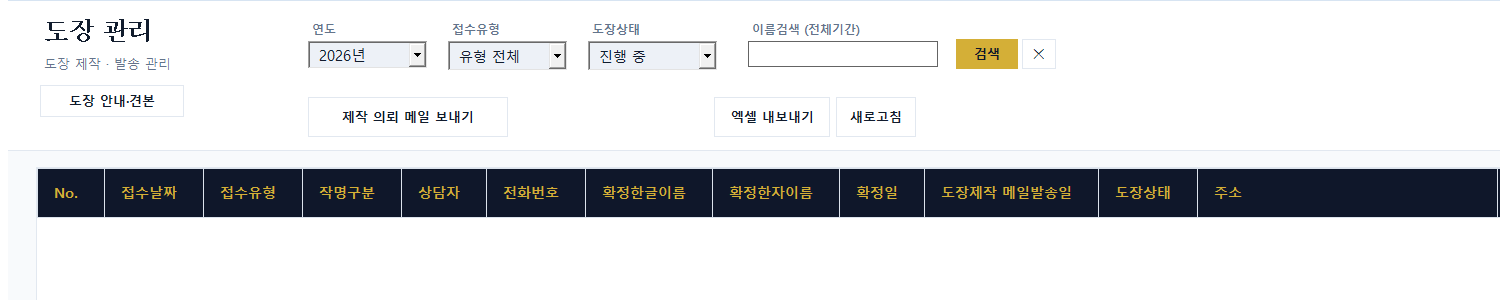 도장 관리
도장 제작 · 발송 관리
도장 안내·견본
연도
2026년
접수유형
유형 전체
도장상태
진행 중
이름검색 (전체기간)
검색
×
제작 의뢰 메일 보내기
엑셀 내보내기
새로고침
No. 접수날짜 접수유형 작명구분 상담자 전화번호 확정한글이름 확정한자이름 확정일 도장제작 메일발송일 도장상태 주소